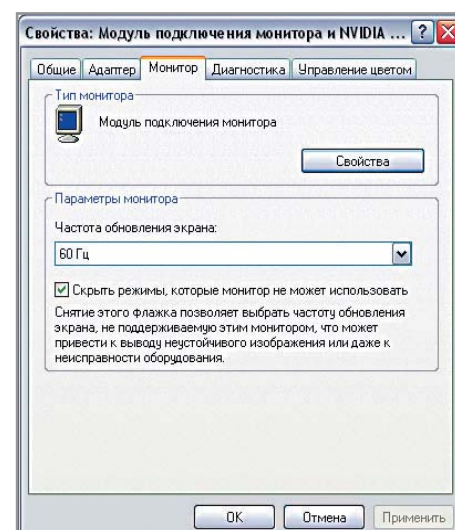 Свойства: Модуль подключения монитора и NVIDIA ...
Общие Адаптер Монитор Диагностика Управление цветом
Тип монитора
Модуль подключения монитора
Свойства
Параметры монитора
Частота обновления экрана:
60 Гц
Скрыть режимы, которые монитор не может использовать
Снятие этого флажка позволяет выбрать частоту обновления
экрана, не поддерживаемую этим монитором, что может
привести к выводу неустойчивого изображения или даже к
неисправности оборудования.
OK Отмена Применить